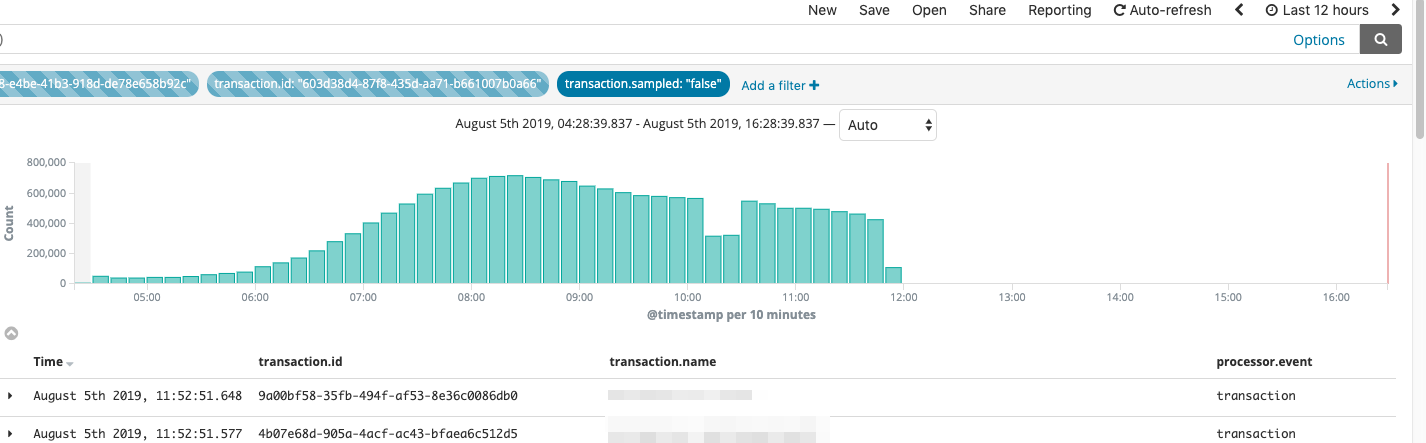 New Save Open Share Reporting Auto-refresh Last 12 hours
)
Options
8-e4be-41b3-918d-de78e658b92c" transaction.id: "603d38d4-87f8-435d-aa71-b661007b0a66" transaction.sampled: "false" Add a filter Actions
August 5th 2019, 04:28:39.837 - August 5th 2019, 16:28:39.837 — Auto
800,000
600,000
400,000
200,000
0
Count
05:00 06:00 07:00 08:00 09:00 10:00 11:00 12:00 13:00 14:00 15:00 16:00
@timestamp per 10 minutes
Time transaction.id transaction.name processor.event
August 5th 2019, 11:52:51.648 9a00bf58-35fb-494f-af53-8e36c0086db0 transaction
August 5th 2019, 11:52:51.577 4b07e68d-905a-4acf-ac43-bfaea6c512d5 transaction